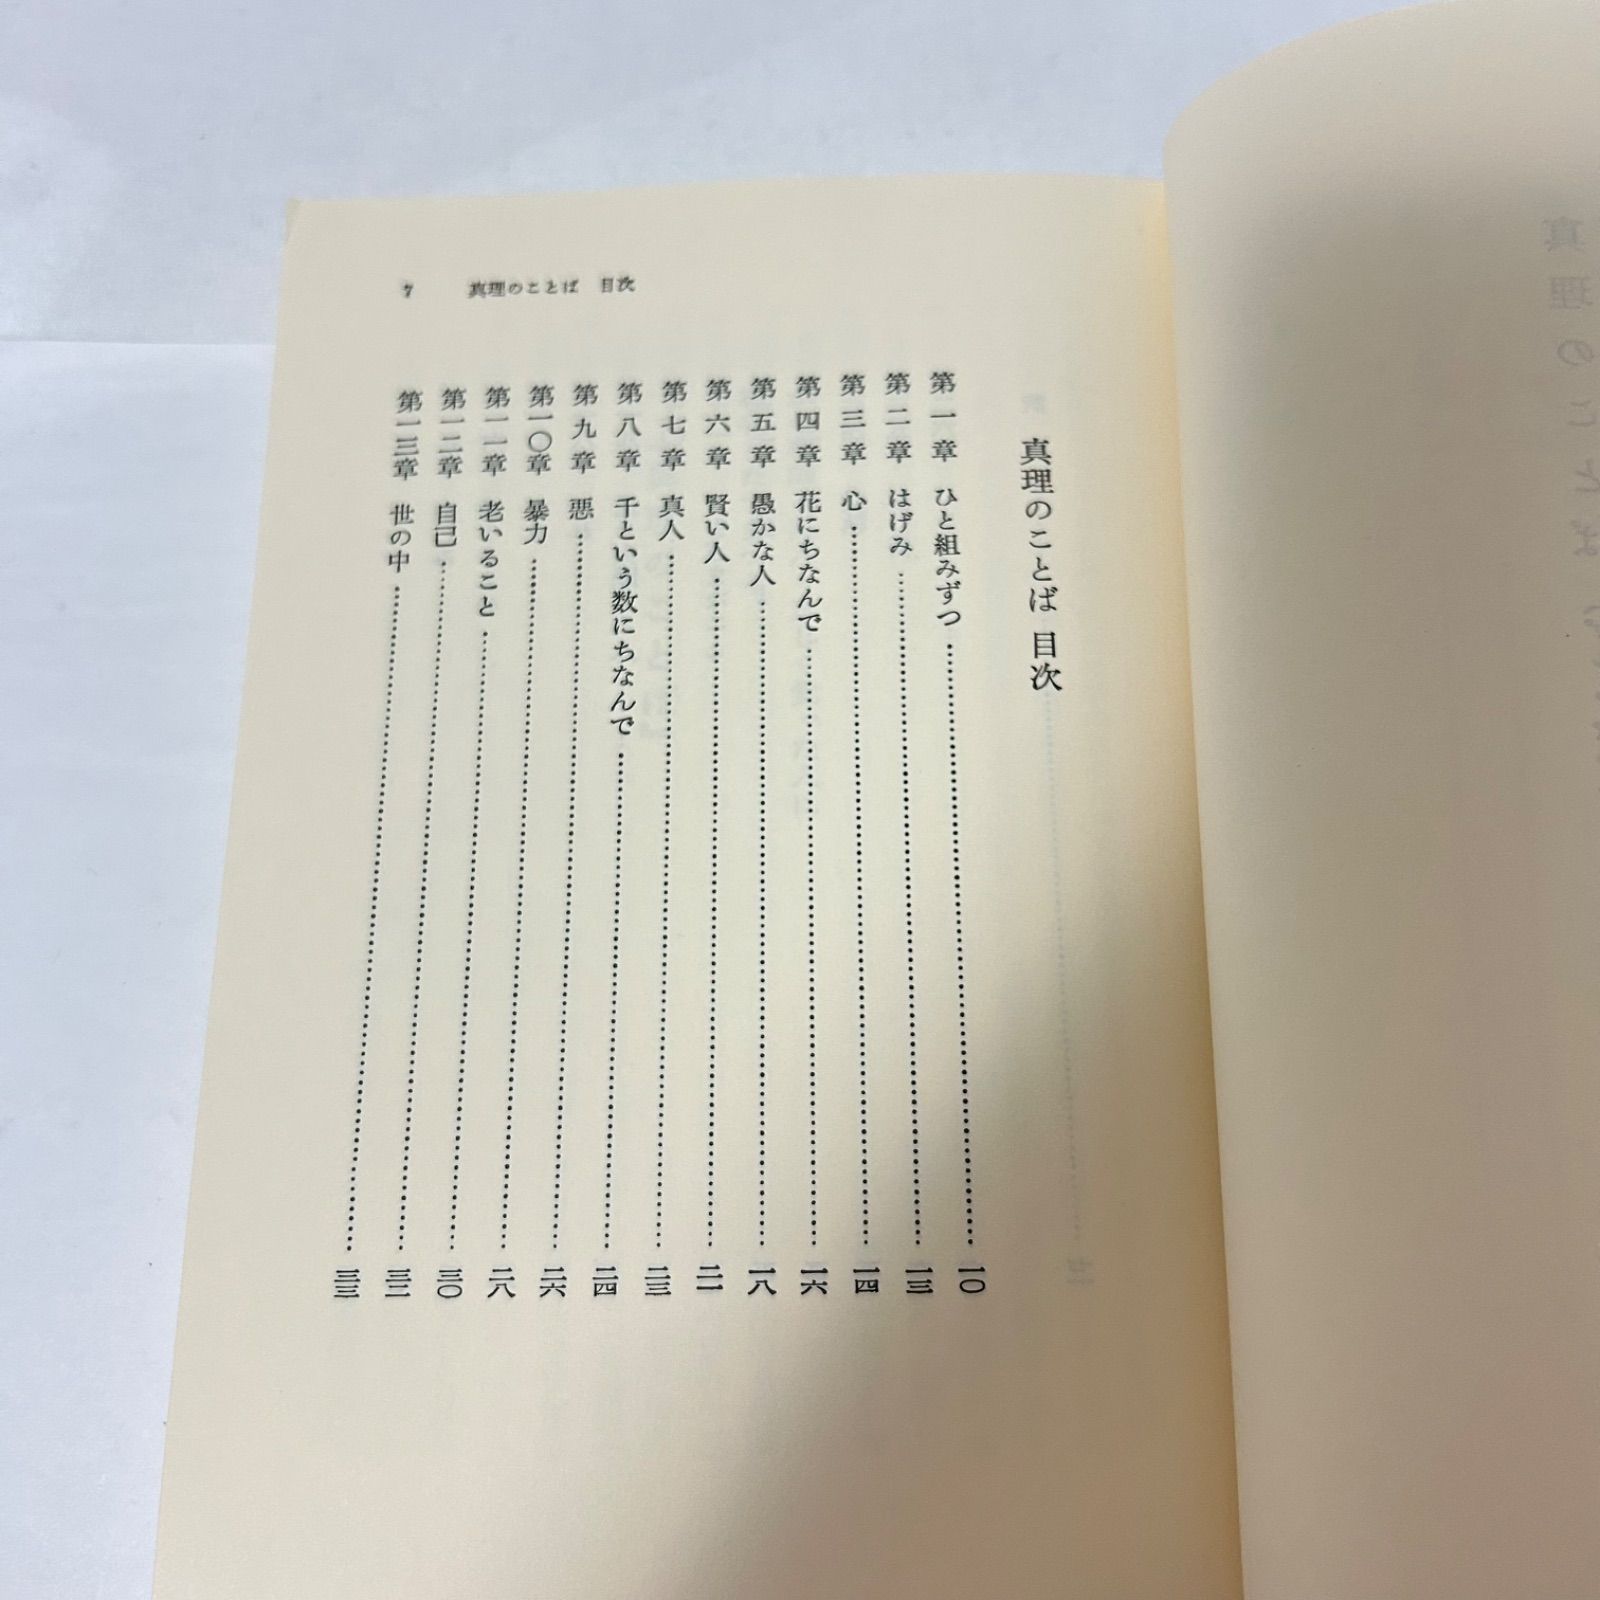 7 真理のことば 目次
真理のことば 目次
第一章 ひと組みずつ……一〇
第二章 はげみ……一三
第三章 心……一四
第四章 花にちなんで……一六
第五章 愚かな人……一八
第六章 賢い人……二一
第七章 真人……二三
第八章 千という数にちなんで……二四
第九章 悪……二六
第一〇章 暴力……二八
第一一章 老いること……三〇
第一二章 自己……三二
第一三章 世の中……三三